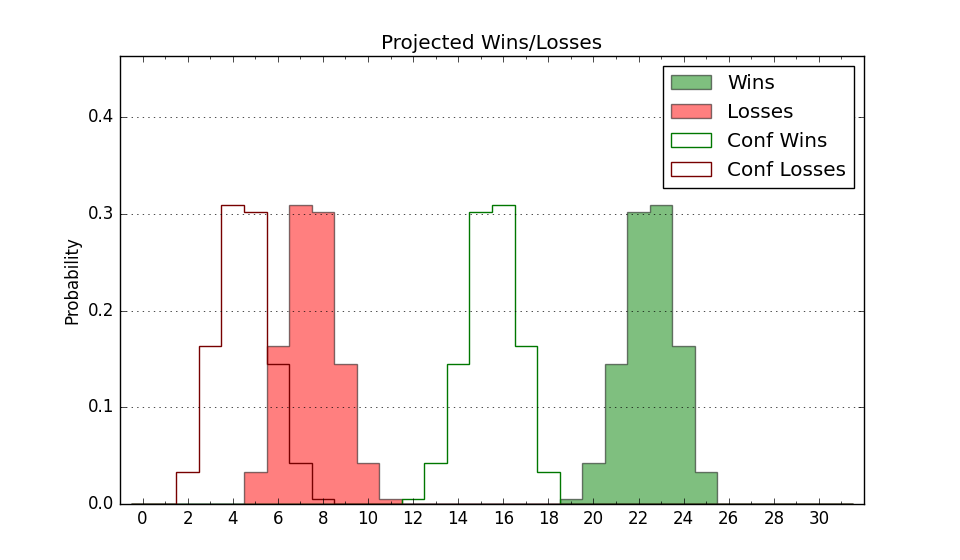 Projected Wins/Losses
Wins
Losses
Conf Wins
Conf Losses
Probability
0.4
0.3
0.2
0.1
0.0
0 2 4 6 8 10 12 14 16 18 20 22 24 26 28 30